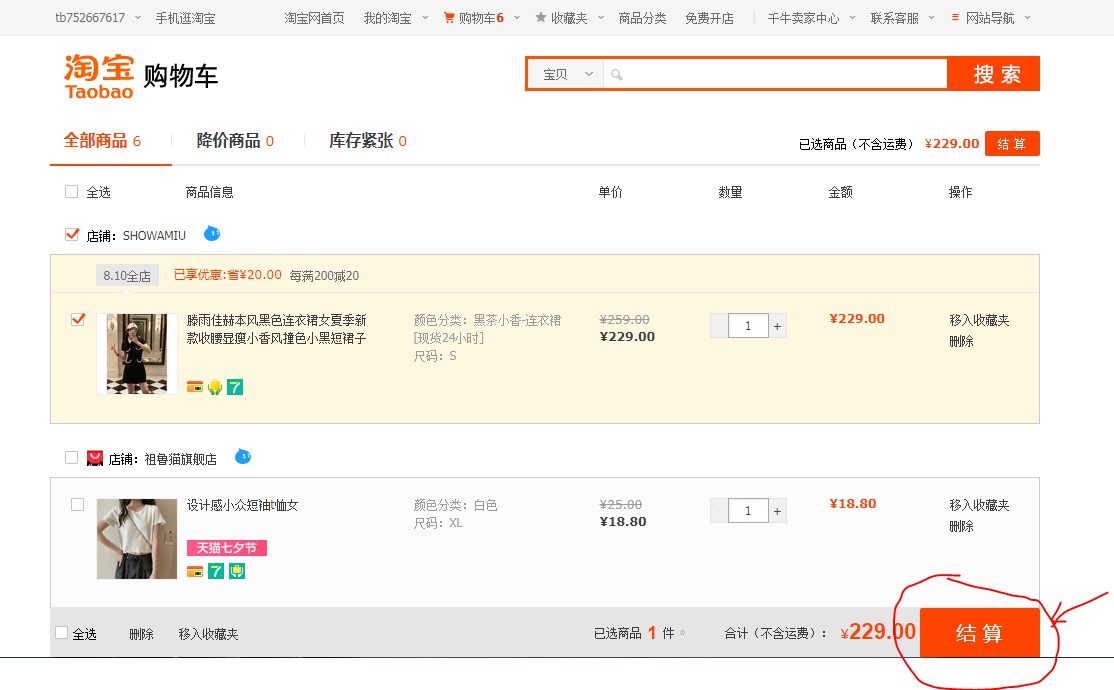 tb752667617 手机逛淘宝 淘宝网首页 我的淘宝 购物车6 收藏夹 商品分类 免费开店 千牛卖家中心 联系客服 网站导航
淘宝 购物车
Taobao
宝贝 搜索
全部商品 6 降价商品 0 库存紧张 0
已选商品（不含运费） ¥229.00 结算
全选 商品信息 单价 数量 金额 操作
店铺：SHOWAMIU
8.10全店 已享优惠:省¥20.00 每满200减20
滕雨佳赫本风黑色连衣裙女夏季新 颜色分类：黑茶小香-连衣裙 ¥259.00 1 + ¥229.00 移入收藏夹
款收腰显瘦小香风撞色小黑短裙子 [现货24小时] ¥229.00 删除
尺码：S
7
店铺：祖鲁猫旗舰店
设计感小众短袖t恤女 颜色分类：白色 ¥25.00 1 + ¥18.80 移入收藏夹
尺码：XL ¥18.80 删除
天猫七夕节
7
全选 删除 移入收藏夹 已选商品 1 件 合计（不含运费）： ¥229.00 结算